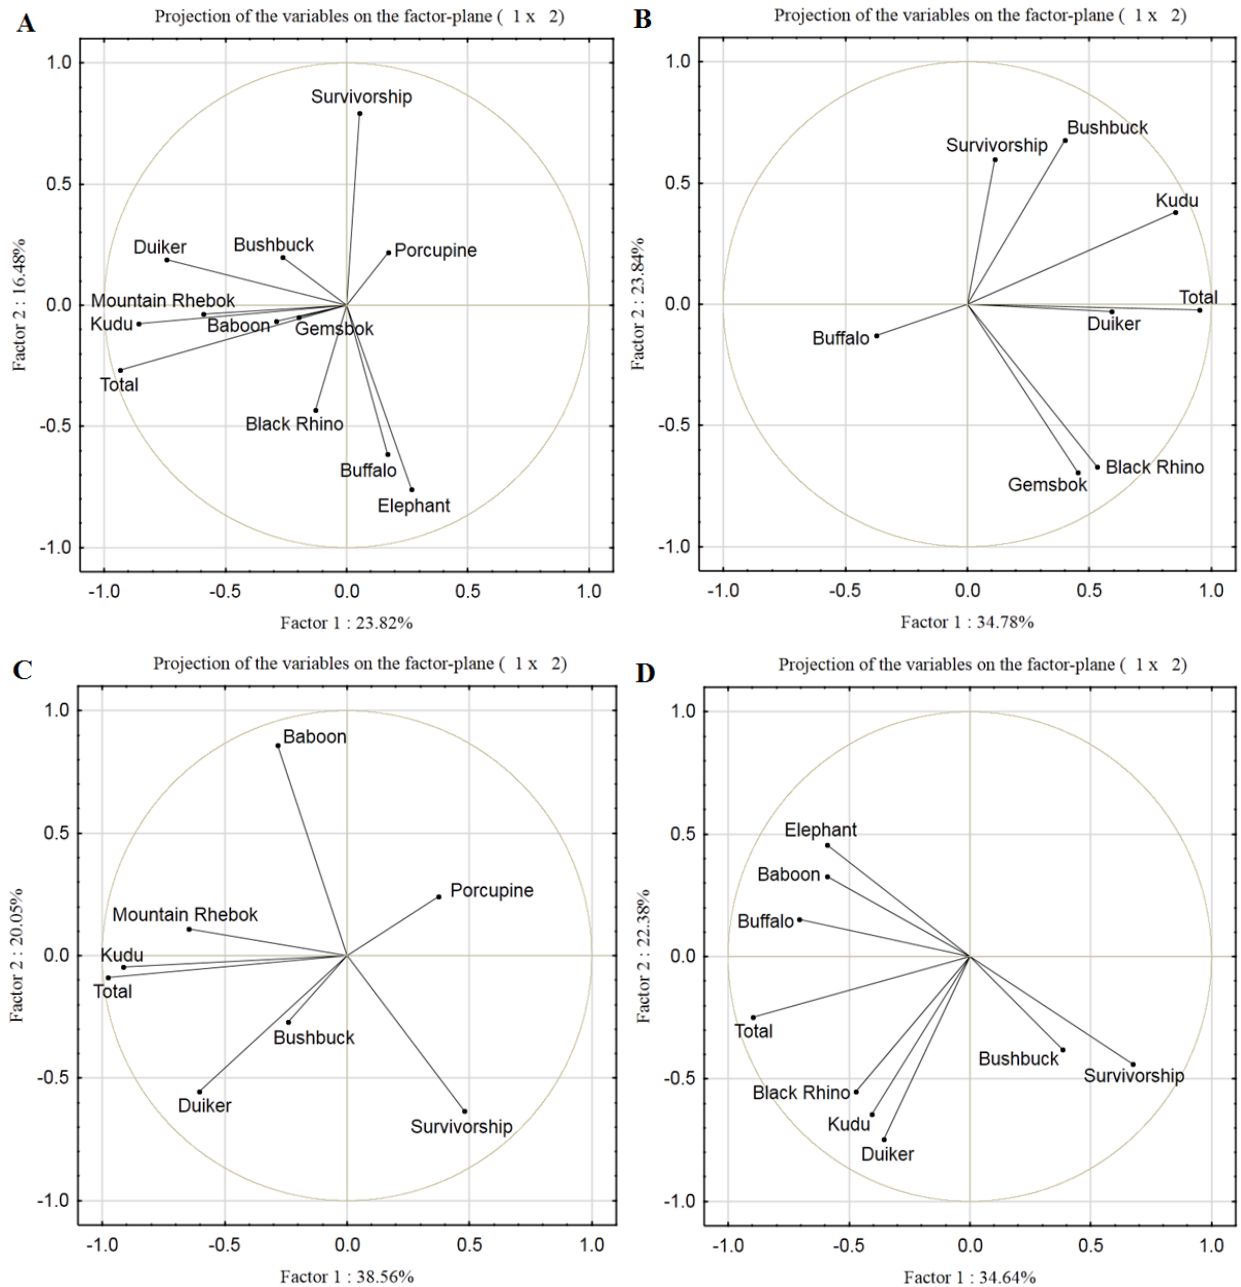 A
Projection of the variables on the factor-plane ( 1 x 2)
1.0
0.5
0.0
-0.5
-1.0
Factor 2 : 16.48%
Survivorship
Porcupine
Bushbuck
Duiker
Mountain Rhebok
Kudu
Baboon
Gemsbok
Total
Black Rhino
Buffalo
Elephant
-1.0 -0.5 0.0 0.5 1.0
Factor 1 : 23.82%
B
Projection of the variables on the factor-plane ( 1 x 2)
1.0
0.5
0.0
-0.5
-1.0
Factor 2 : 23.84%
Bushbuck
Survivorship
Kudu
Total
Duiker
Buffalo
Black Rhino
Gemsbok
-1.0 -0.5 0.0 0.5 1.0
Factor 1 : 34.78%
C
Projection of the variables on the factor-plane ( 1 x 2)
1.0
0.5
0.0
-0.5
-1.0
Factor 2 : 20.05%
Baboon
Porcupine
Mountain Rhebok
Kudu
Total
Bushbuck
Duiker
Survivorship
-1.0 -0.5 0.0 0.5 1.0
Factor 1 : 38.56%
D
Projection of the variables on the factor-plane ( 1 x 2)
1.0
0.5
0.0
-0.5
-1.0
Factor 2 : 22.38%
Elephant
Baboon
Buffalo
Total
Bushbuck
Survivorship
Black Rhino
Kudu
Duiker
-1.0 -0.5 0.0 0.5 1.0
Factor 1 : 34.64%